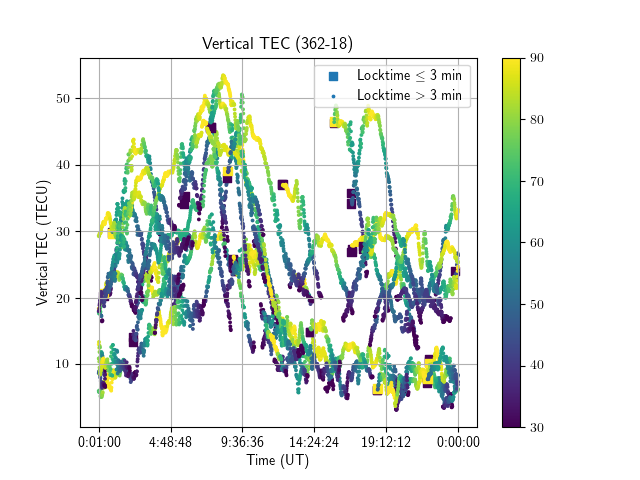 Vertical TEC (362-18)
Locktime ≤ 3 min
Locktime > 3 min
Vertical TEC (TECU)
50
40
30
20
10
0:01:00 4:48:48 9:36:36 14:24:24 19:12:12 0:00:00
Time (UT)
90
80
70
60
50
40
30